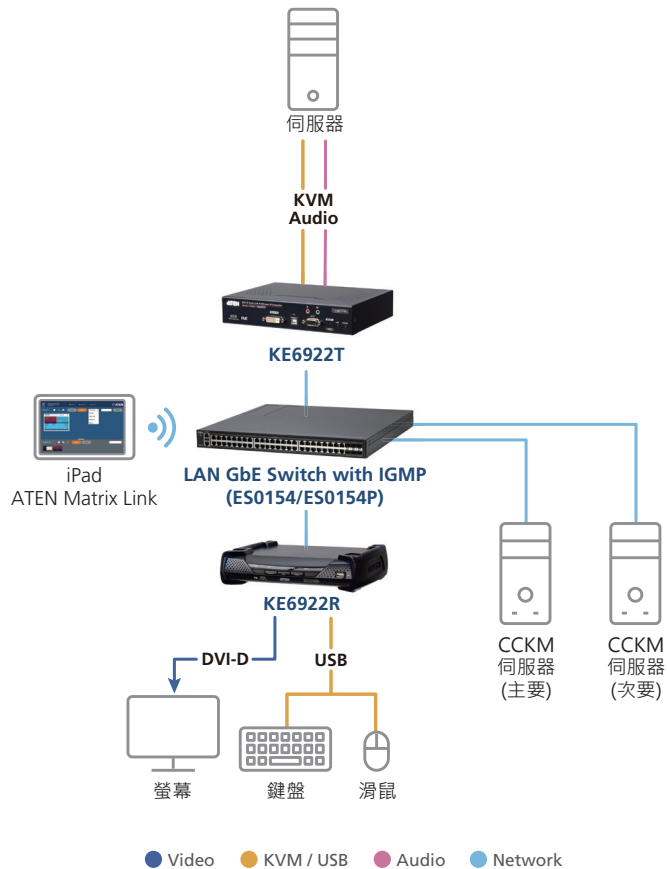 伺服器
KVM
Audio
ATEN
KE6922T
iPad
ATEN Matrix Link
LAN GbE Switch with IGMP
(ES0154/ES0154P)
KE6922R
DVI-D
USB
CCKM
伺服器
(主要)
CCKM
伺服器
(次要)
螢幕
鍵盤
滑鼠
Video
KVM / USB
Audio
Network